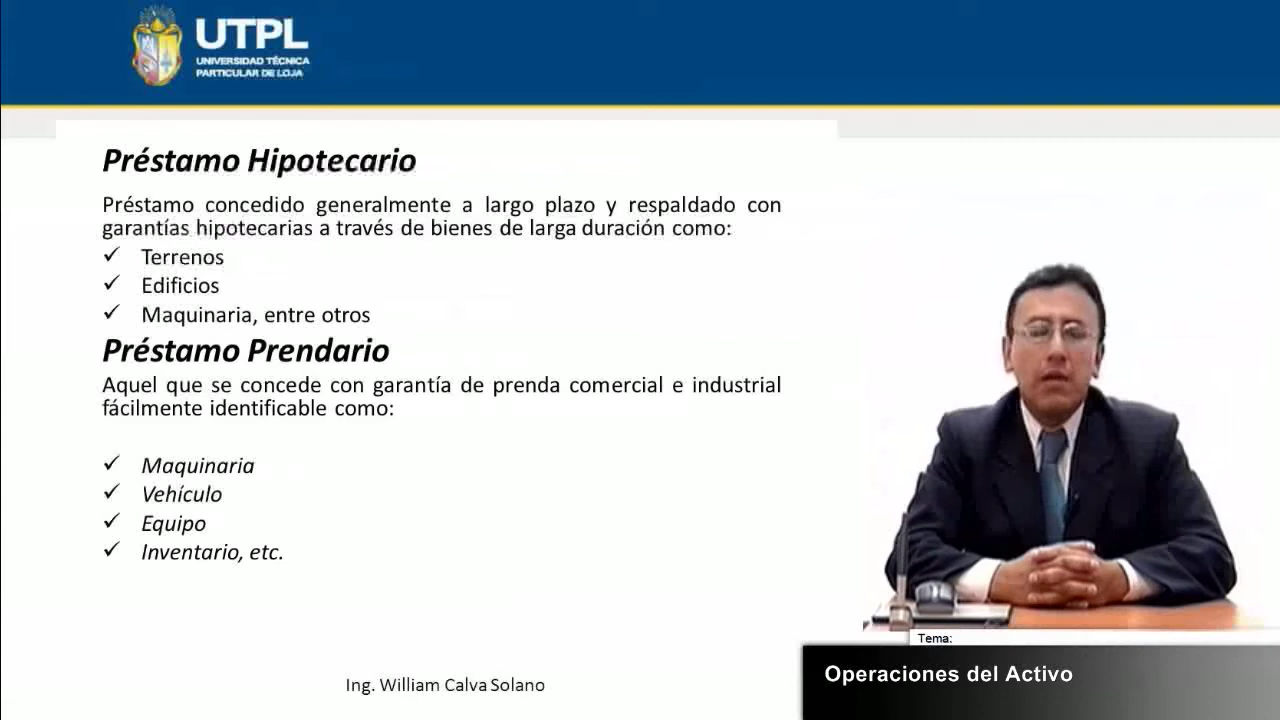 UTPL
UNIVERSIDAD TÉCNICA
PARTICULAR DE LOJA
Préstamo Hipotecario
Préstamo concedido generalmente a largo plazo y respaldado con
garantías hipotecarias a través de bienes de larga duración como:
✓ Terrenos
✓ Edificios
✓ Maquinaria, entre otros
Préstamo Prendario
Aquel que se concede con garantía de prenda comercial e industrial
fácilmente identificable como:
✓ Maquinaria
✓ Vehículo
✓ Equipo
✓ Inventario, etc.
Ing. William Calva Solano
Tema:
Operaciones del Activo